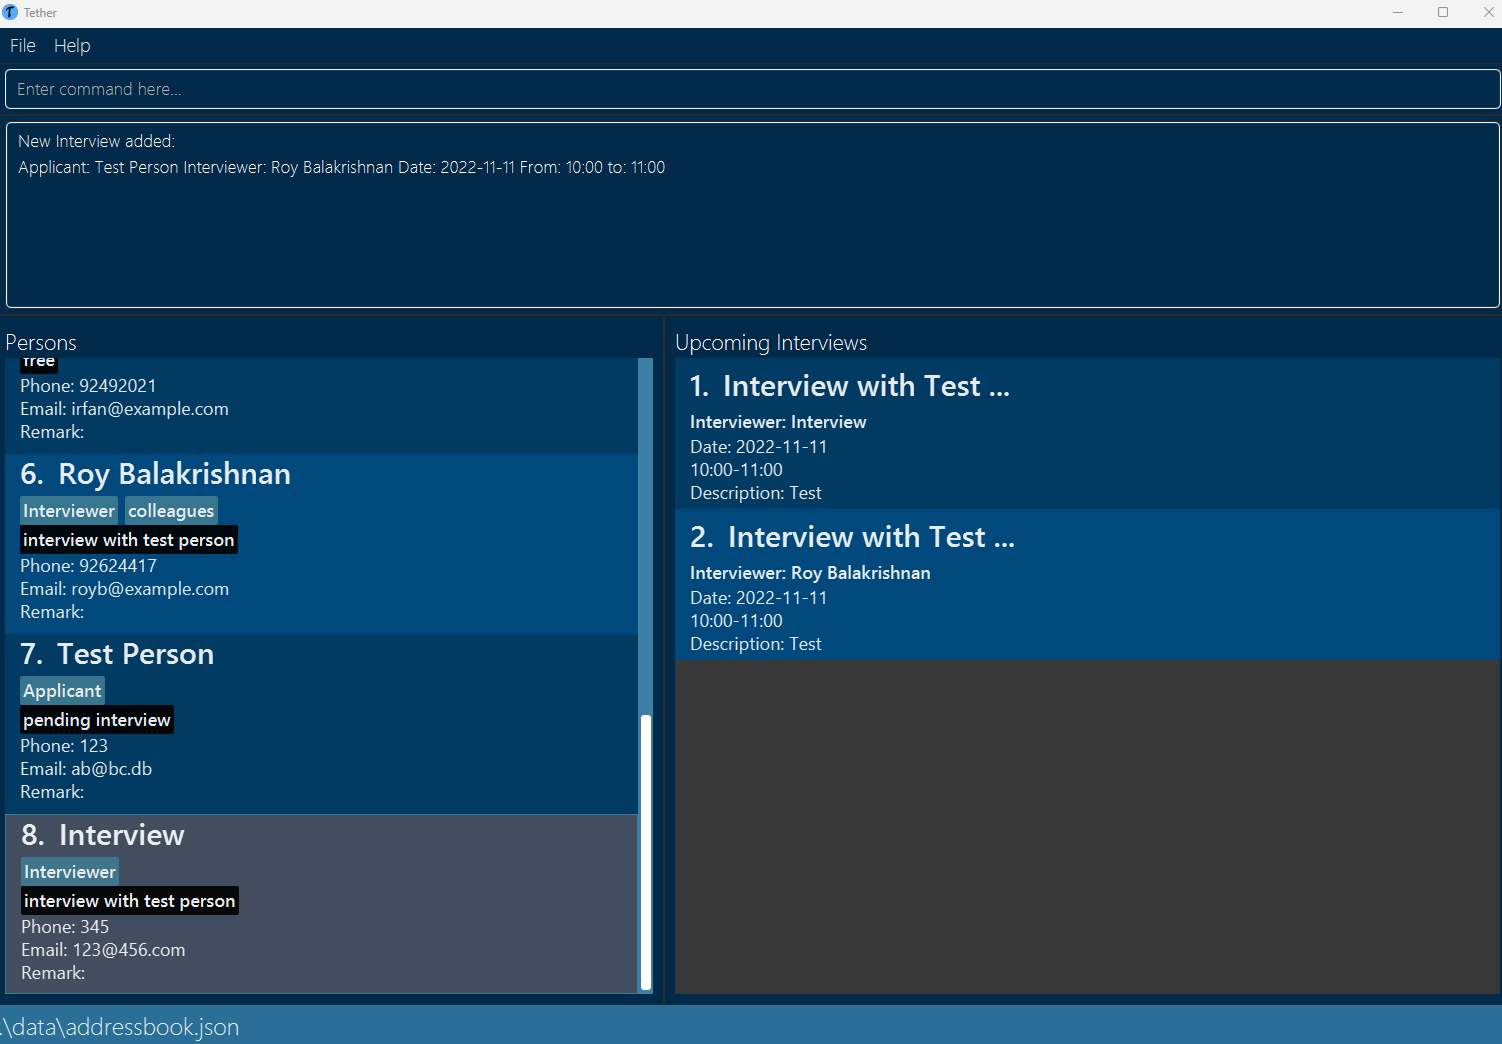 Tether
File Help
Enter command here...
New Interview added:
Applicant: Test Person Interviewer: Roy Balakrishnan Date: 2022-11-11 From: 10:00 to: 11:00
Persons
free
Phone: 92492021
Email: irfan@example.com
Remark:
6. Roy Balakrishnan
Interviewer colleagues
interview with test person
Phone: 92624417
Email: royb@example.com
Remark:
7. Test Person
Applicant
pending interview
Phone: 123
Email: ab@bc.db
Remark:
8. Interview
Interviewer
interview with test person
Phone: 345
Email: 123@456.com
Remark:
Upcoming Interviews
1. Interview with Test ...
Interviewer: Interview
Date: 2022-11-11
10:00-11:00
Description: Test
2. Interview with Test ...
Interviewer: Roy Balakrishnan
Date: 2022-11-11
10:00-11:00
Description: Test
.\data\addressbook.json